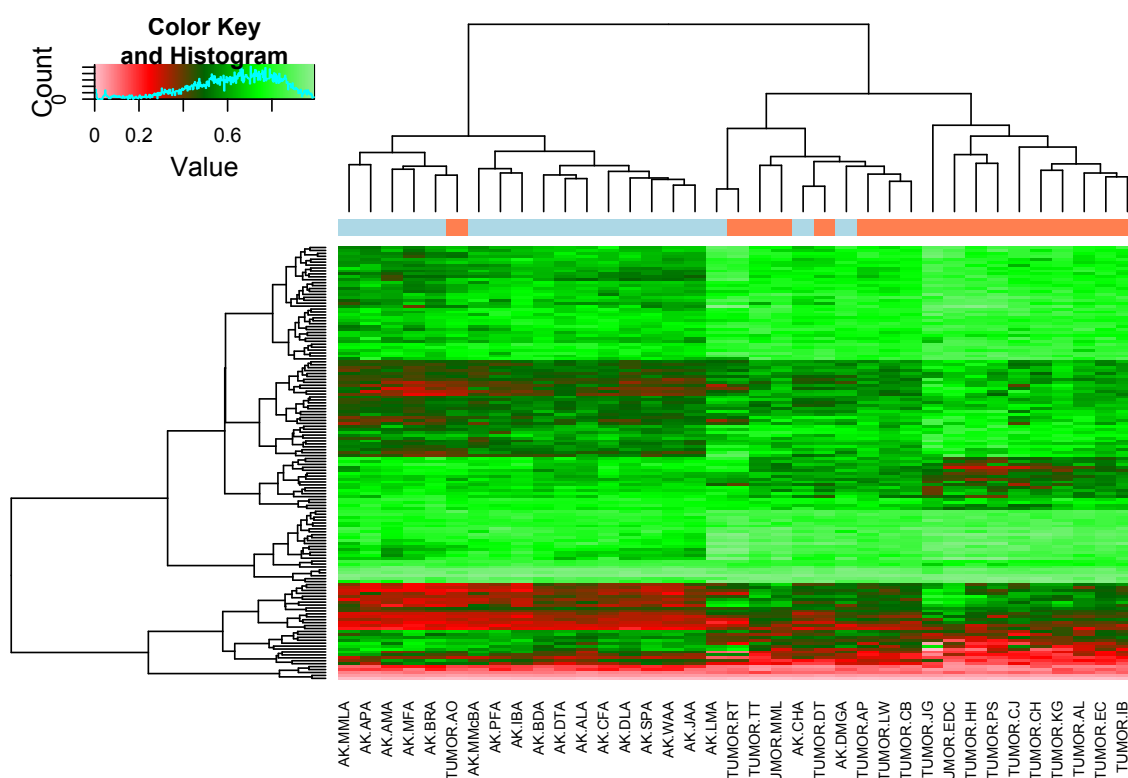 Color Key
and Histogram
Count
0
0 0.2 0.6
Value
AK.MMLA
AK.APA
AK.AMA
AK.MFA
AK.BRA
TUMOR.AO
AK.MMcBA
AK.PFA
AK.IBA
AK.BDA
AK.DTA
AK.ALA
AK.CFA
AK.DLA
AK.SPA
AK.WAA
AK.JAA
AK.LMA
TUMOR.RT
TUMOR.TT
UMOR.MML
AK.CHA
TUMOR.DT
AK.DMGA
TUMOR.AP
TUMOR.LW
TUMOR.CB
TUMOR.JG
UMOR.EDC
TUMOR.HH
TUMOR.PS
TUMOR.CJ
TUMOR.CH
TUMOR.KG
TUMOR.AL
TUMOR.EC
TUMOR.IB